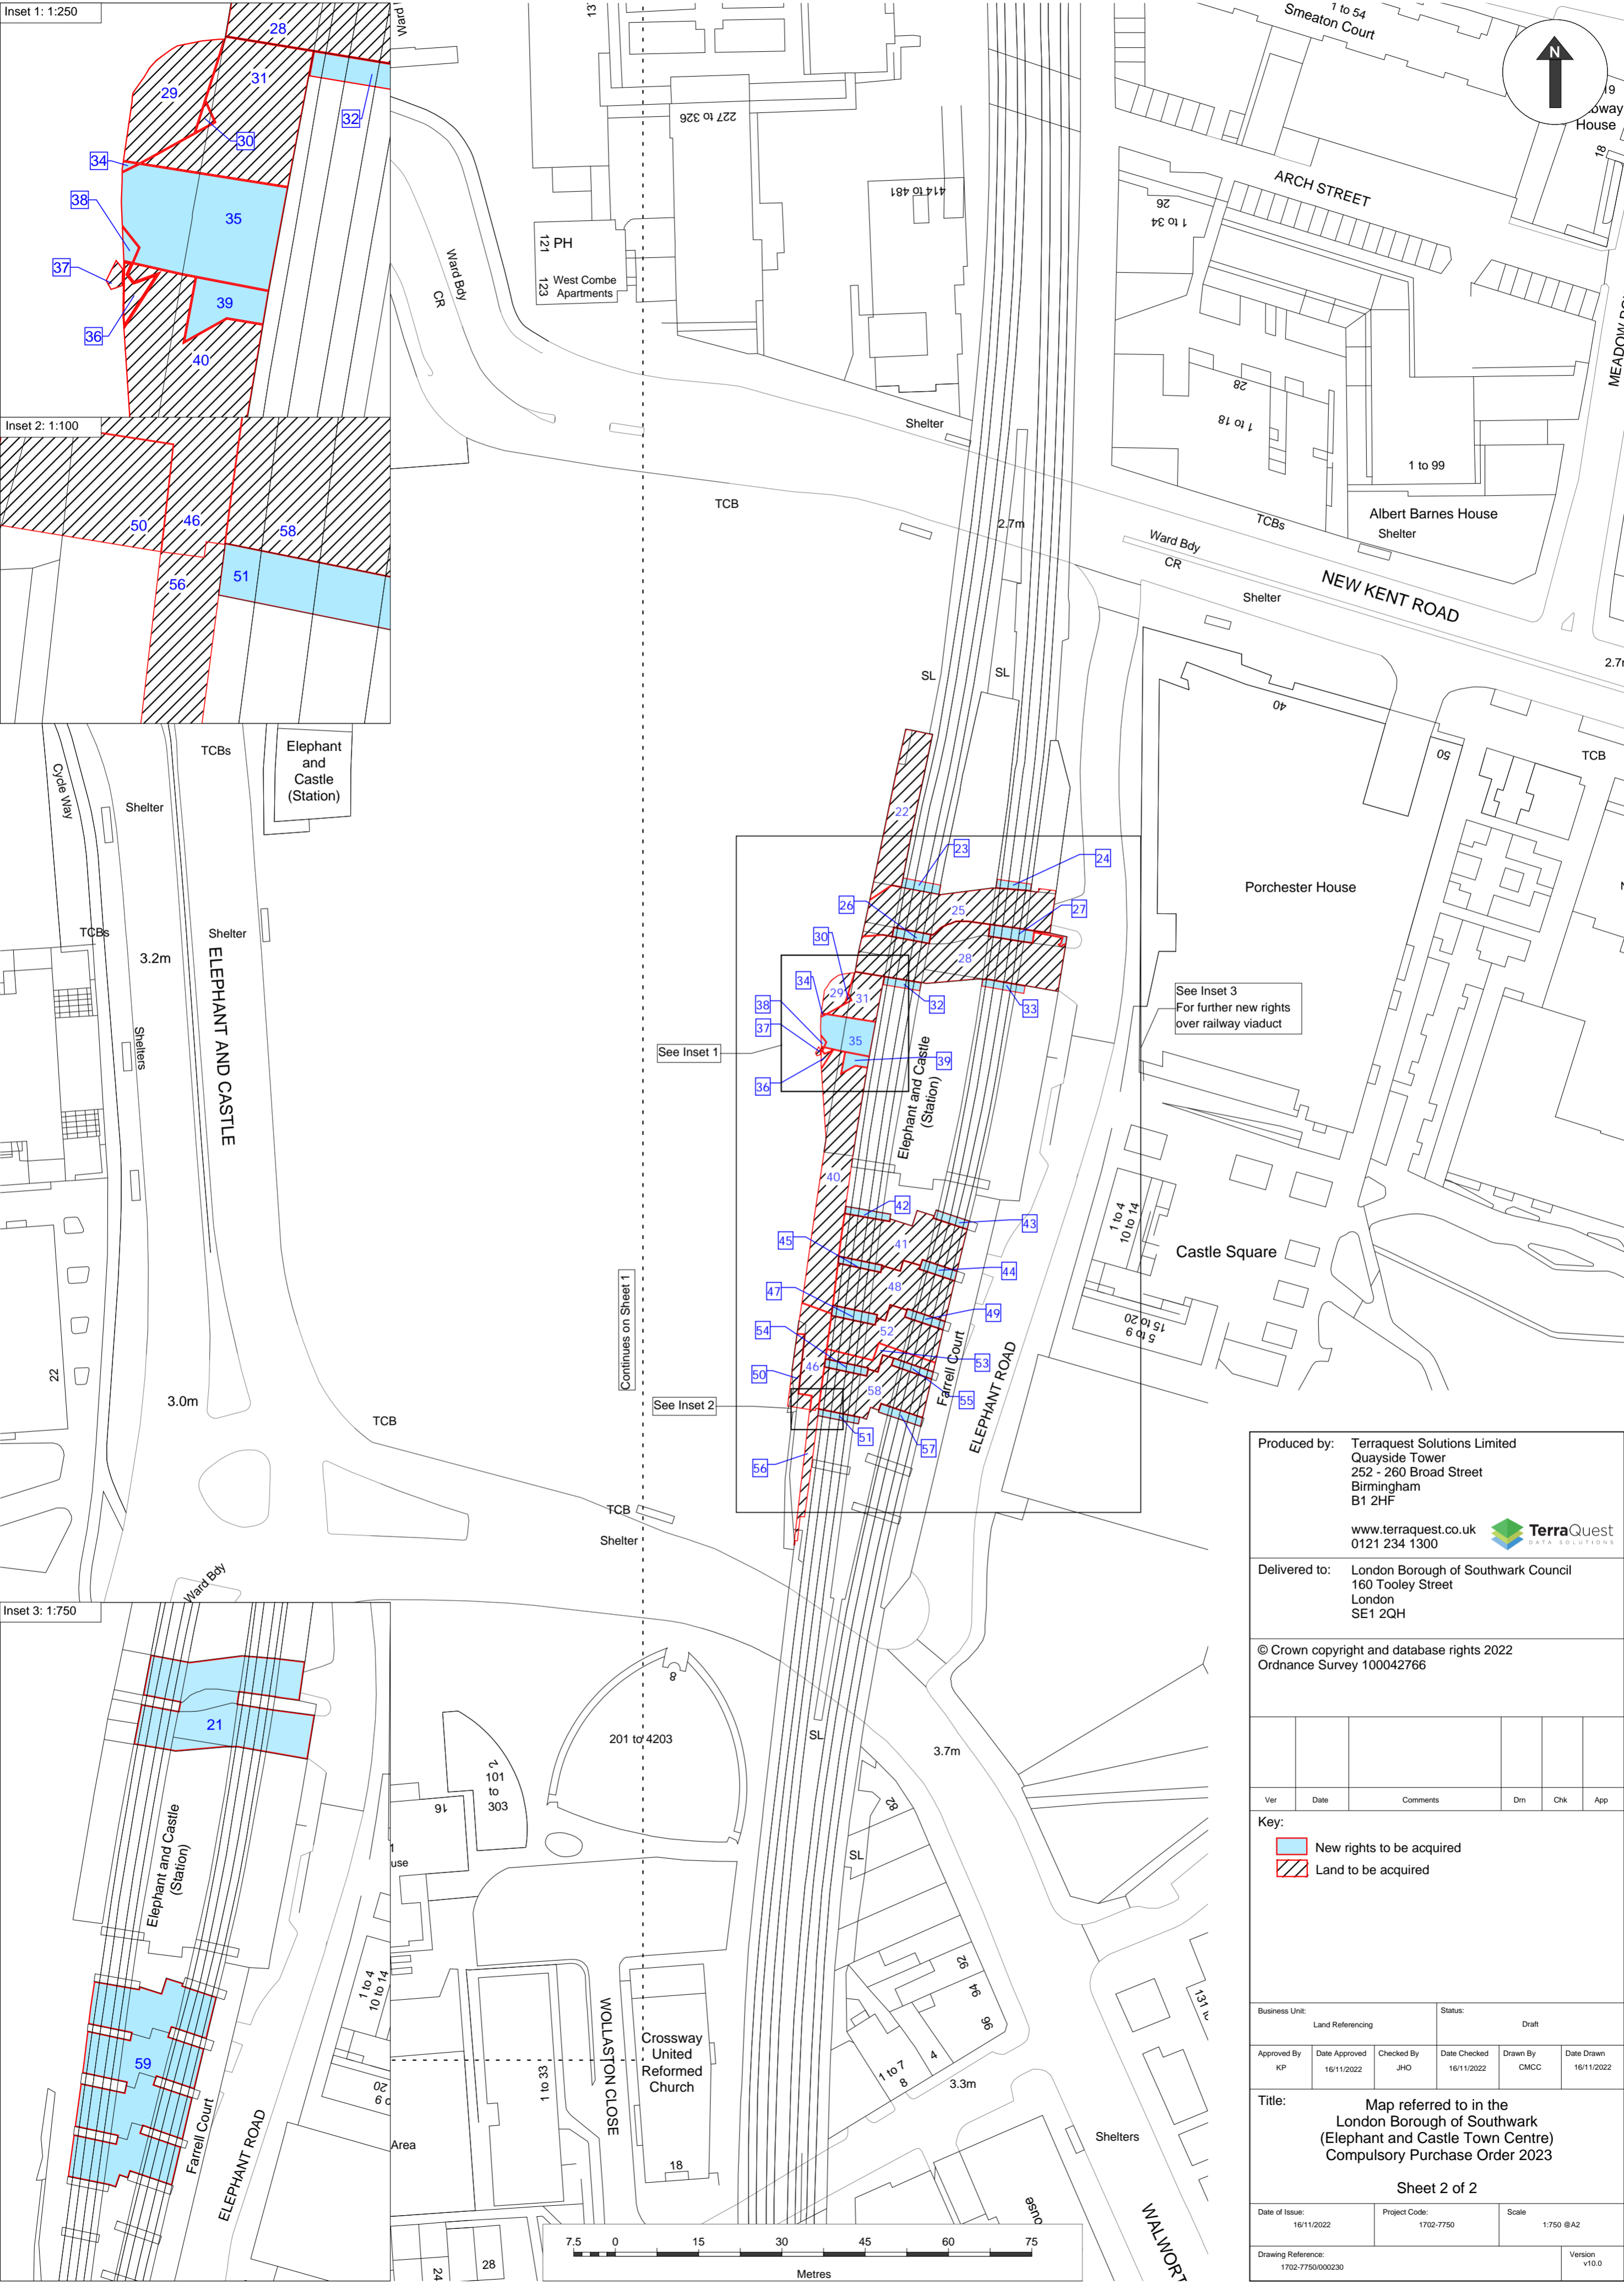 Inset 1: 1:250
28
31
29
32
30
34
38
35
37
39
36
40
Inset 2: 1:100
50
46
58
56
51
Ward Bdy
CR
227 to 326
414 to 481
121 PH
123 West Combe
Apartments
1 to 54
Smeaton Court
N
House
18
ARCH STREET
26
1 to 34
28
1 to 18
1 to 99
Albert Barnes House
Shelter
TCBs
Shelter
TCB
2.7m
Ward Bdy
CR
NEW KENT ROAD
Shelter
SL
SL
40
50
TCB
Porchester House
TCBs
Elephant
and
Castle
(Station)
Cycle Way
Shelter
TCBs
Shelter
3.2m
ELEPHANT AND CASTLE
Shelters
22
3.0m
TCB
Continues on Sheet 1
22
23
24
25
26
27
28
30
34
29
31
32
33
38
37
35
39
36
See Inset 1
See Inset 3
For further new rights
over railway viaduct
Elephant and Castle
(Station)
40
42
43
41
45
44
48
47
49
52
54
53
46
50
58
55
51
57
56
See Inset 2
Farrell Court
ELEPHANT ROAD
1 to 4
10 to 14
Castle Square
15 to 20
5 to 9
TCB
Shelter
Ward Bdy
Inset 3: 1:750
21
Elephant and Castle
(Station)
59
Farrell Court
ELEPHANT ROAD
1 to 4
10 to 14
8
201 to 4203
2
101
to
303
16
SL
3.7m
82
SL
92
94
96
4
1 to 7
8
3.3m
Shelters
WALWORT
WOLLASTON CLOSE
1 to 33
Crossway
United
Reformed
Church
18
Area
24
28
7.5 0 15 30 45 60 75
Metres
Produced by: Terraquest Solutions Limited
Quayside Tower
252 - 260 Broad Street
Birmingham
B1 2HF
www.terraquest.co.uk
0121 234 1300
TerraQuest
DATA SOLUTIONS
Delivered to: London Borough of Southwark Council
160 Tooley Street
London
SE1 2QH
© Crown copyright and database rights 2022
Ordnance Survey 100042766
Ver Date Comments Drn Chk App
Key:
New rights to be acquired
Land to be acquired
Business Unit: Status:
Land Referencing Draft
Approved By Date Approved Checked By Date Checked Drawn By Date Drawn
KP 16/11/2022 JHO 16/11/2022 CMCC 16/11/2022
Title: Map referred to in the
London Borough of Southwark
(Elephant and Castle Town Centre)
Compulsory Purchase Order 2023
Sheet 2 of 2
Date of Issue: Project Code: Scale
16/11/2022 1702-7750 1:750 @A2
Drawing Reference: Version
1702-7750/000230 v10.0